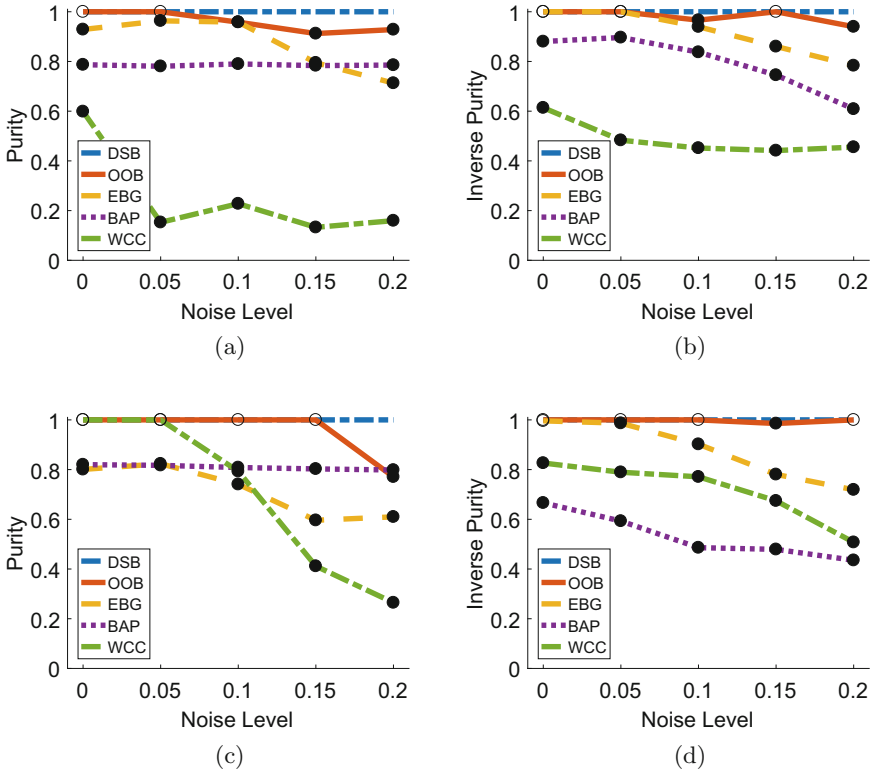 1
0.8
0.6
0.4
0.2
0
Purity
DSB
OOB
EBG
BAP
WCC
0 0.05 0.1 0.15 0.2
Noise Level
(a)
1
0.8
0.6
0.4
0.2
0
Inverse Purity
DSB
OOB
EBG
BAP
WCC
0 0.05 0.1 0.15 0.2
Noise Level
(b)
1
0.8
0.6
0.4
0.2
0
Purity
DSB
OOB
EBG
BAP
WCC
0 0.05 0.1 0.15 0.2
Noise Level
(c)
1
0.8
0.6
0.4
0.2
0
Inverse Purity
DSB
OOB
EBG
BAP
WCC
0 0.05 0.1 0.15 0.2
Noise Level
(d)